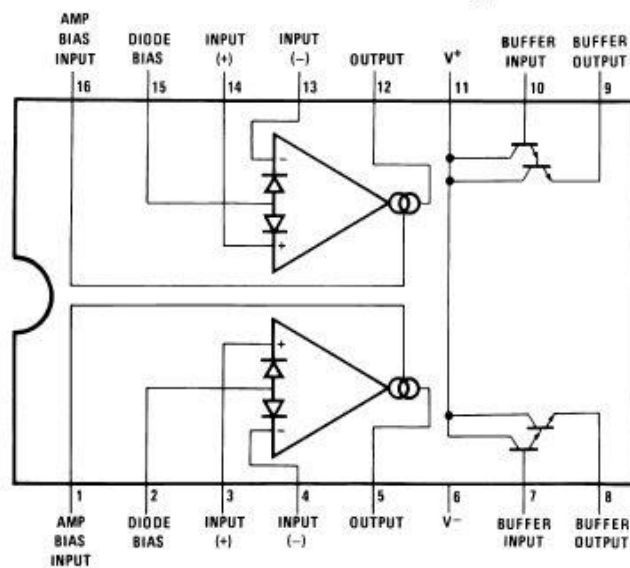 AMP
BIAS
INPUT
DIODE
BIAS
INPUT
(+)
INPUT
(−)
OUTPUT
V+
BUFFER
INPUT
BUFFER
OUTPUT
16
15
14
13
12
11
10
9
−
+
+
−
1
2
3
4
5
6
7
8
AMP
BIAS
INPUT
DIODE
BIAS
INPUT
(+)
INPUT
(−)
OUTPUT
V−
BUFFER
INPUT
BUFFER
OUTPUT